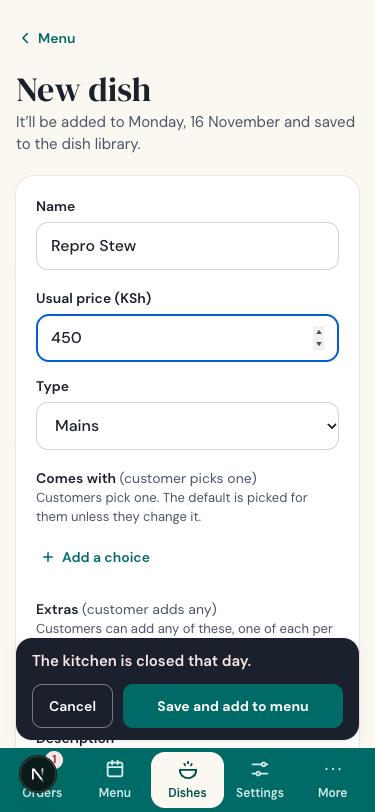 Menu
New dish
It’ll be added to Monday, 16 November and saved
to the dish library.
Name
Repro Stew
Usual price (KSh)
450
Type
Mains
Comes with (customer picks one)
Customers pick one. The default is picked for
them unless they change it.
+ Add a choice
Extras (customer adds any)
Customers can add any of these, one of each per
The kitchen is closed that day.
Cancel
Save and add to menu
Description
N
1
Orders
Menu
Dishes
Settings
More